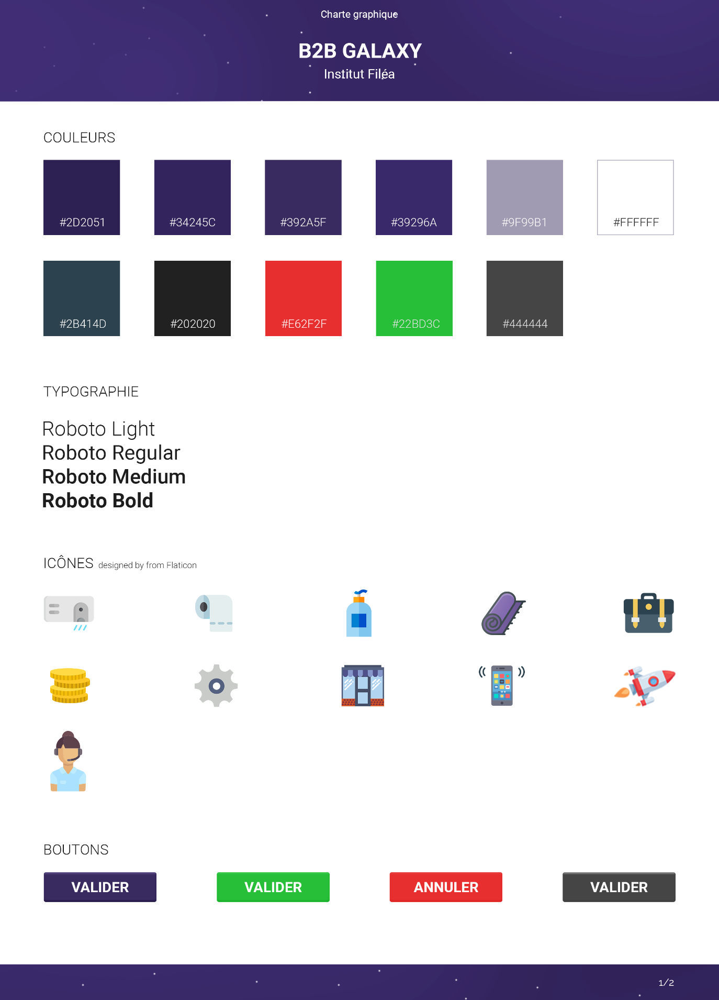 Charte graphique
B2B GALAXY
Institut Filéa
COULEURS
#2D2051
#34245C
#392A5F
#39296A
#9F99B1
#FFFFFF
#2B414D
#202020
#E62F2F
#22BD3C
#444444
TYPOGRAPHIE
Roboto Light
Roboto Regular
Roboto Medium
Roboto Bold
ICÔNES designed by from Flaticon
BOUTONS
VALIDER
VALIDER
ANNULER
VALIDER
1/2